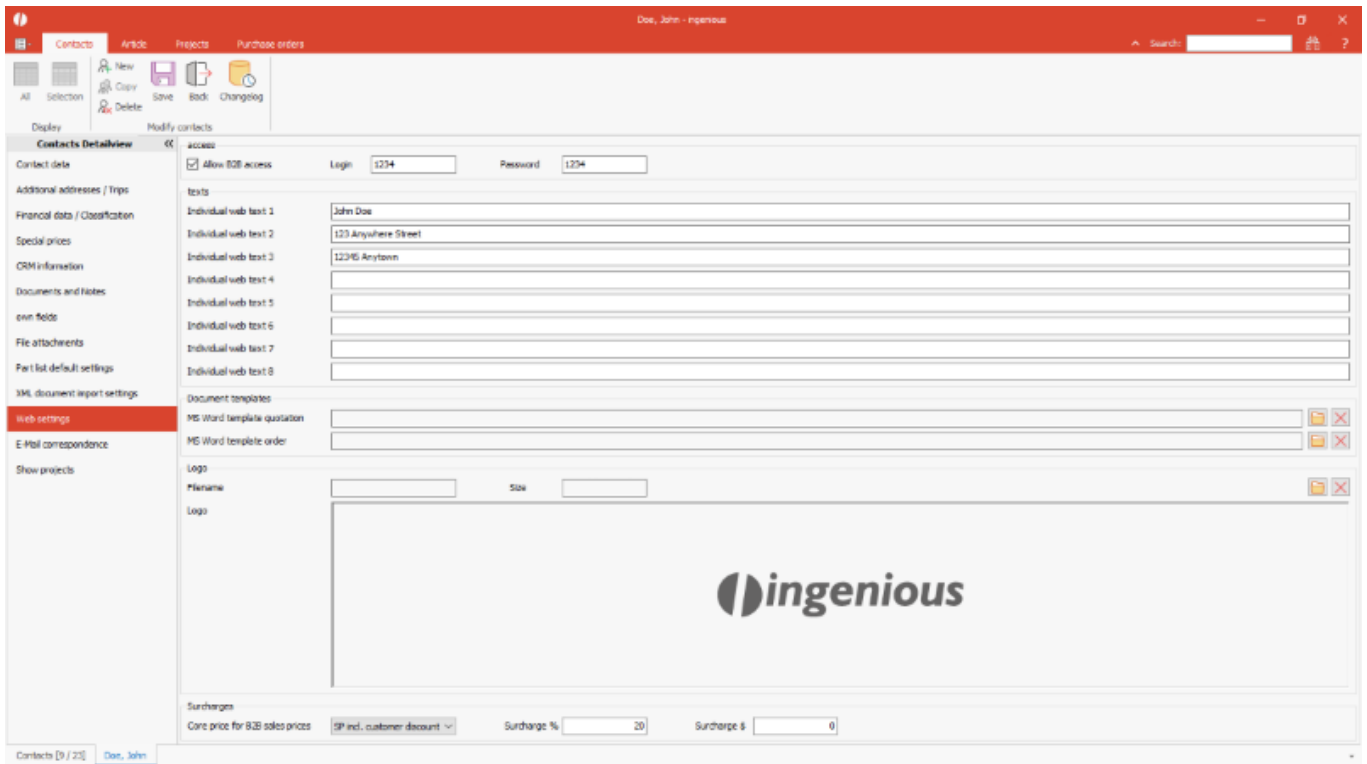 Doe, John - ingenious
Contacts Article Projects Purchase orders Search: ?
All Selection New Copy Delete Save Back Changelog
Display Modify contacts
Contacts Detailview «
Contact data
Additional addresses / Trips
Financial data / Classification
Special prices
CRM information
Documents and Notes
own fields
File attachments
Part list default settings
XML document import settings
Web settings
E-Mail correspondence
Show projects
access
Allow B2B access Login 1234 Password 1234
texts
Individual web text 1 John Doe
Individual web text 2 123 Anywhere Street
Individual web text 3 12345 Anytown
Individual web text 4
Individual web text 5
Individual web text 6
Individual web text 7
Individual web text 8
Document templates
MS Word template quotation
MS Word template order
Logo
Filename Size
Logo
ingenious
Surcharges
Core price for B2B sales prices SP incl. customer discount Surcharge % 20 Surcharge $ 0
Contacts [9 / 23] Doe, John